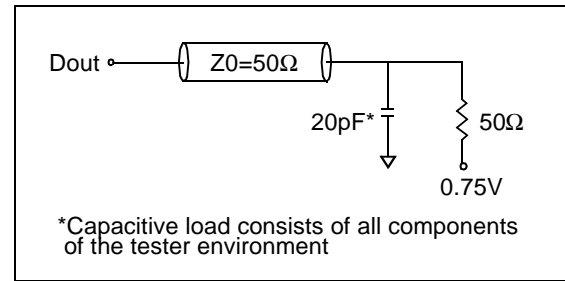 Dout
Z0=50Ω
20pF*
50Ω
0.75V
*Capacitive load consists of all components
of the tester environment